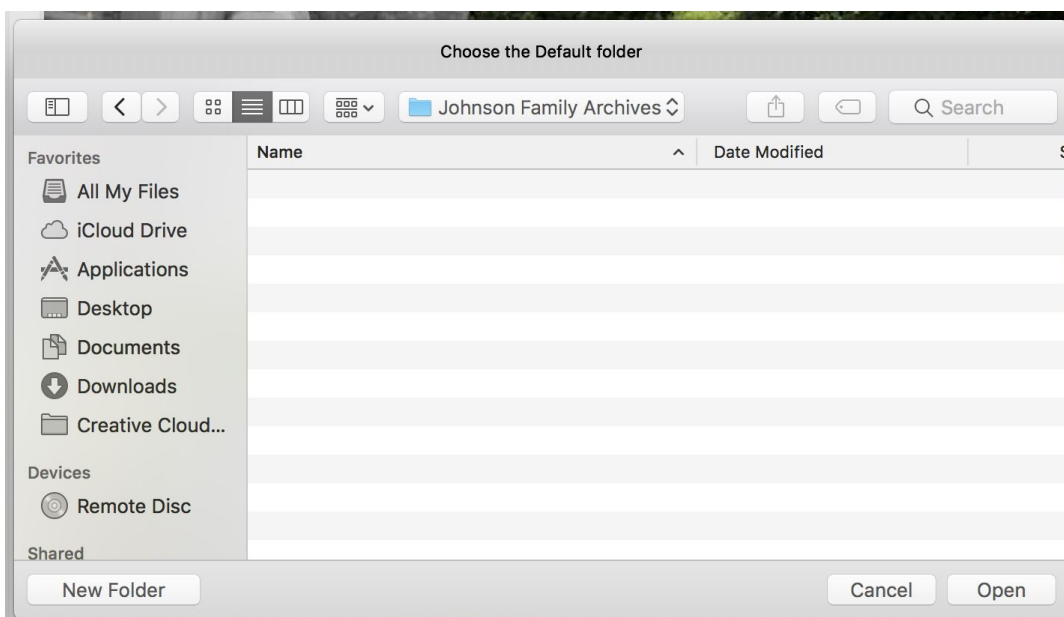 Choose the Default folder
Johnson Family Archives
Search
Favorites
All My Files
iCloud Drive
Applications
Desktop
Documents
Downloads
Creative Cloud...
Devices
Remote Disc
Shared
Name
Date Modified
New Folder
Cancel
Open